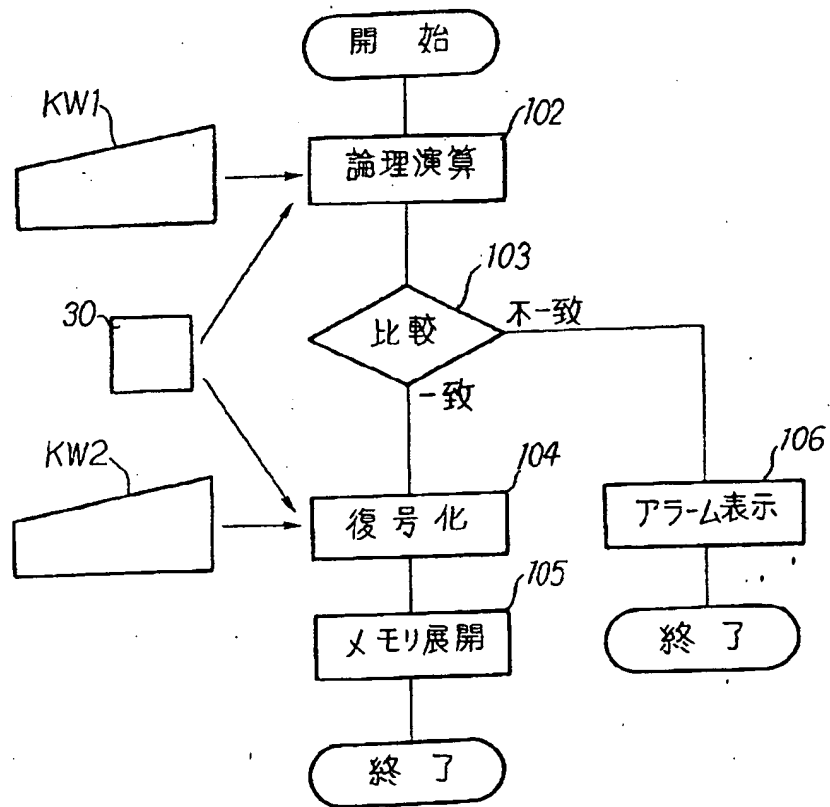 開始
KW1
102
論理演算
103
30
比較
不一致
一致
KW2
104
106
復号化
アラーム表示
105
メモリ展開
終了
終了